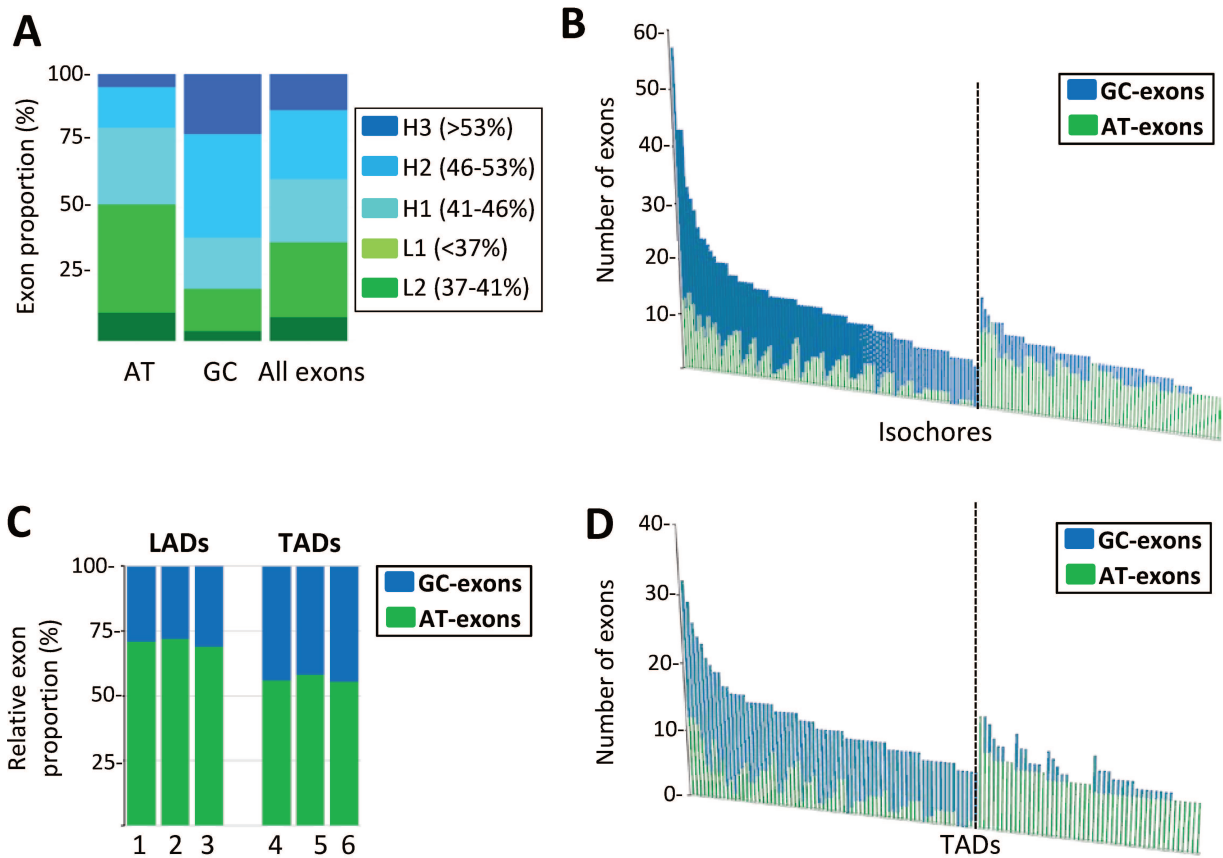 A
100-
75-
50-
25-
Exon proportion (%)
AT GC All exons
H3 (>53%)
H2 (46-53%)
H1 (41-46%)
L1 (<37%)
L2 (37-41%)
B
60-
50-
40-
30-
20-
10-
Number of exons
GC-exons
AT-exons
Isochores
C
LADs TADs
100-
75-
50-
25-
Relative exon
proportion (%)
1 2 3 4 5 6
GC-exons
AT-exons
D
40-
30-
20-
10-
0-
Number of exons
GC-exons
AT-exons
TADs